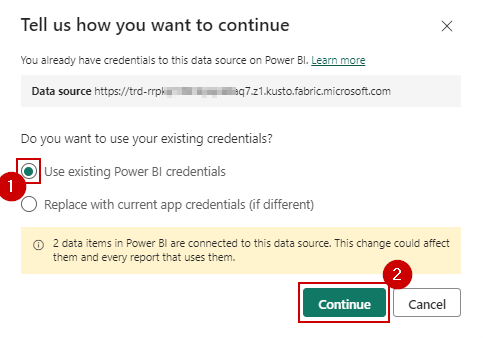 Tell us how you want to continue
You already have credentials to this data source on Power BI. Learn more
Data source https://trd-rrpk aq7.z1.kusto.fabric.microsoft.com
Do you want to use your existing credentials?
Use existing Power BI credentials
1
Replace with current app credentials (if different)
2 data items in Power BI are connected to this data source. This change could affect
them and every report that uses them.
2
Continue Cancel